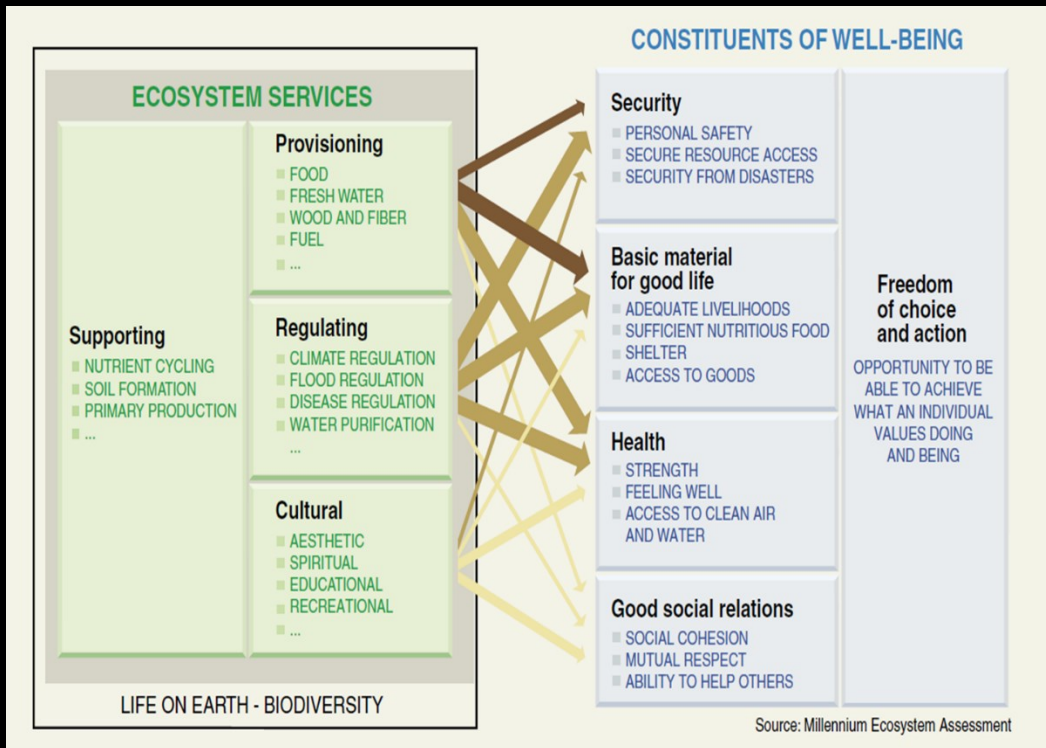 CONSTITUENTS OF WELL-BEING
ECOSYSTEM SERVICES
Supporting
NUTRIENT CYCLING
SOIL FORMATION
PRIMARY PRODUCTION
...
Provisioning
FOOD
FRESH WATER
WOOD AND FIBER
FUEL
...
Regulating
CLIMATE REGULATION
FLOOD REGULATION
DISEASE REGULATION
WATER PURIFICATION
...
Cultural
AESTHETIC
SPIRITUAL
EDUCATIONAL
RECREATIONAL
...
LIFE ON EARTH - BIODIVERSITY
Security
PERSONAL SAFETY
SECURE RESOURCE ACCESS
SECURITY FROM DISASTERS
Basic material
for good life
ADEQUATE LIVELIHOODS
SUFFICIENT NUTRITIOUS FOOD
SHELTER
ACCESS TO GOODS
Health
STRENGTH
FEELING WELL
ACCESS TO CLEAN AIR
AND WATER
Good social relations
SOCIAL COHESION
MUTUAL RESPECT
ABILITY TO HELP OTHERS
Freedom
of choice
and action
OPPORTUNITY TO BE
ABLE TO ACHIEVE
WHAT AN INDIVIDUAL
VALUES DOING
AND BEING
Source: Millennium Ecosystem Assessment